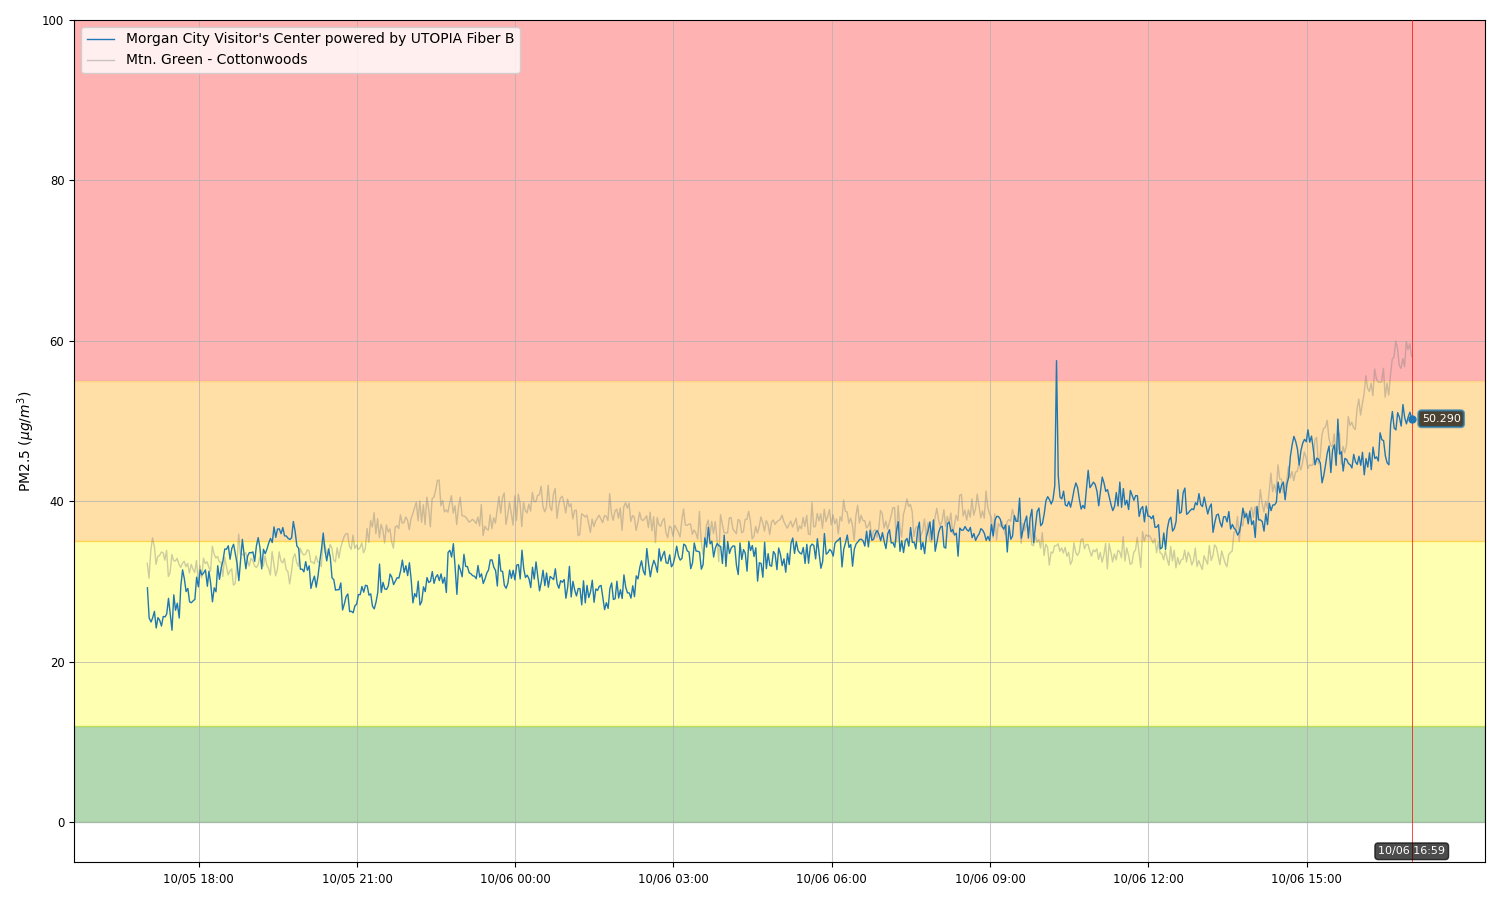 100
Morgan City Visitor's Center powered by UTOPIA Fiber B
Mtn. Green - Cottonwoods
80
60
PM2.5 (μg/m³)
50.290
40
20
0
10/06 16:59
10/05 18:00 10/05 21:00 10/06 00:00 10/06 03:00 10/06 06:00 10/06 09:00 10/06 12:00 10/06 15:00